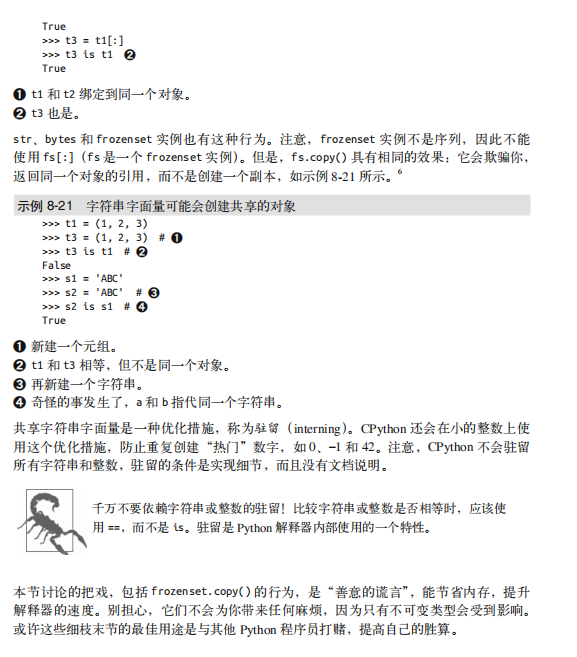 True
>>> t3 = t1[:]
>>> t3 is t1 ❷
True
❶ t1 和 t2 绑定到同一个对象。
❷ t3 也是。
str、bytes 和 frozenset 实例也有这种行为。注意，frozenset 实例不是序列，因此不能
使用 fs[:]（fs 是一个 frozenset 实例）。但是，fs.copy() 具有相同的效果：它会欺骗你，
返回同一个对象的引用，而不是创建一个副本，如示例 8-21 所示。6
示例 8-21 字符串字面量可能会创建共享的对象
>>> t1 = (1, 2, 3)
>>> t3 = (1, 2, 3) # ❶
>>> t3 is t1 # ❷
False
>>> s1 = 'ABC'
>>> s2 = 'ABC' # ❸
>>> s2 is s1 # ❹
True
❶ 新建一个元组。
❷ t1 和 t3 相等，但不是同一个对象。
❸ 再新建一个字符串。
❹ 奇怪的事发生了，a 和 b 指代同一个字符串。
共享字符串字面量是一种优化措施，称为驻留（interning）。CPython 还会在小的整数上使
用这个优化措施，防止重复创建“热门”数字，如 0、–1 和 42。注意，CPython 不会驻留
所有字符串和整数，驻留的条件是实现细节，而且没有文档说明。
千万不要依赖字符串或整数的驻留！比较字符串或整数是否相等时，应该使
用 ==，而不是 is。驻留是 Python 解释器内部使用的一个特性。
本节讨论的把戏，包括 frozenset.copy() 的行为，是“善意的谎言”，能节省内存，提升
解释器的速度。别担心，它们不会为你带来任何麻烦，因为只有不可变类型会受到影响。
或许这些细枝末节的最佳用途是与其他 Python 程序员打赌，提高自己的胜算。